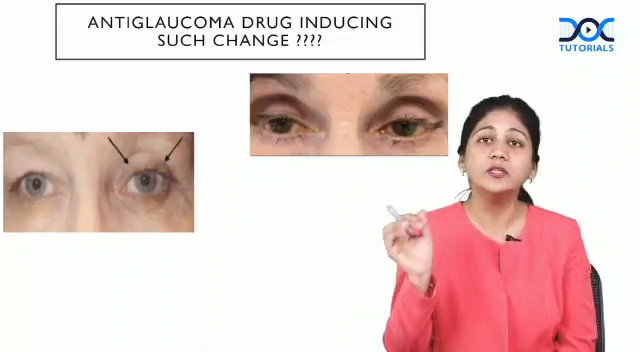 ANTIGLAUCOMA DRUG INDUCING
SUCH CHANGE ????
DOC
TUTORIALS